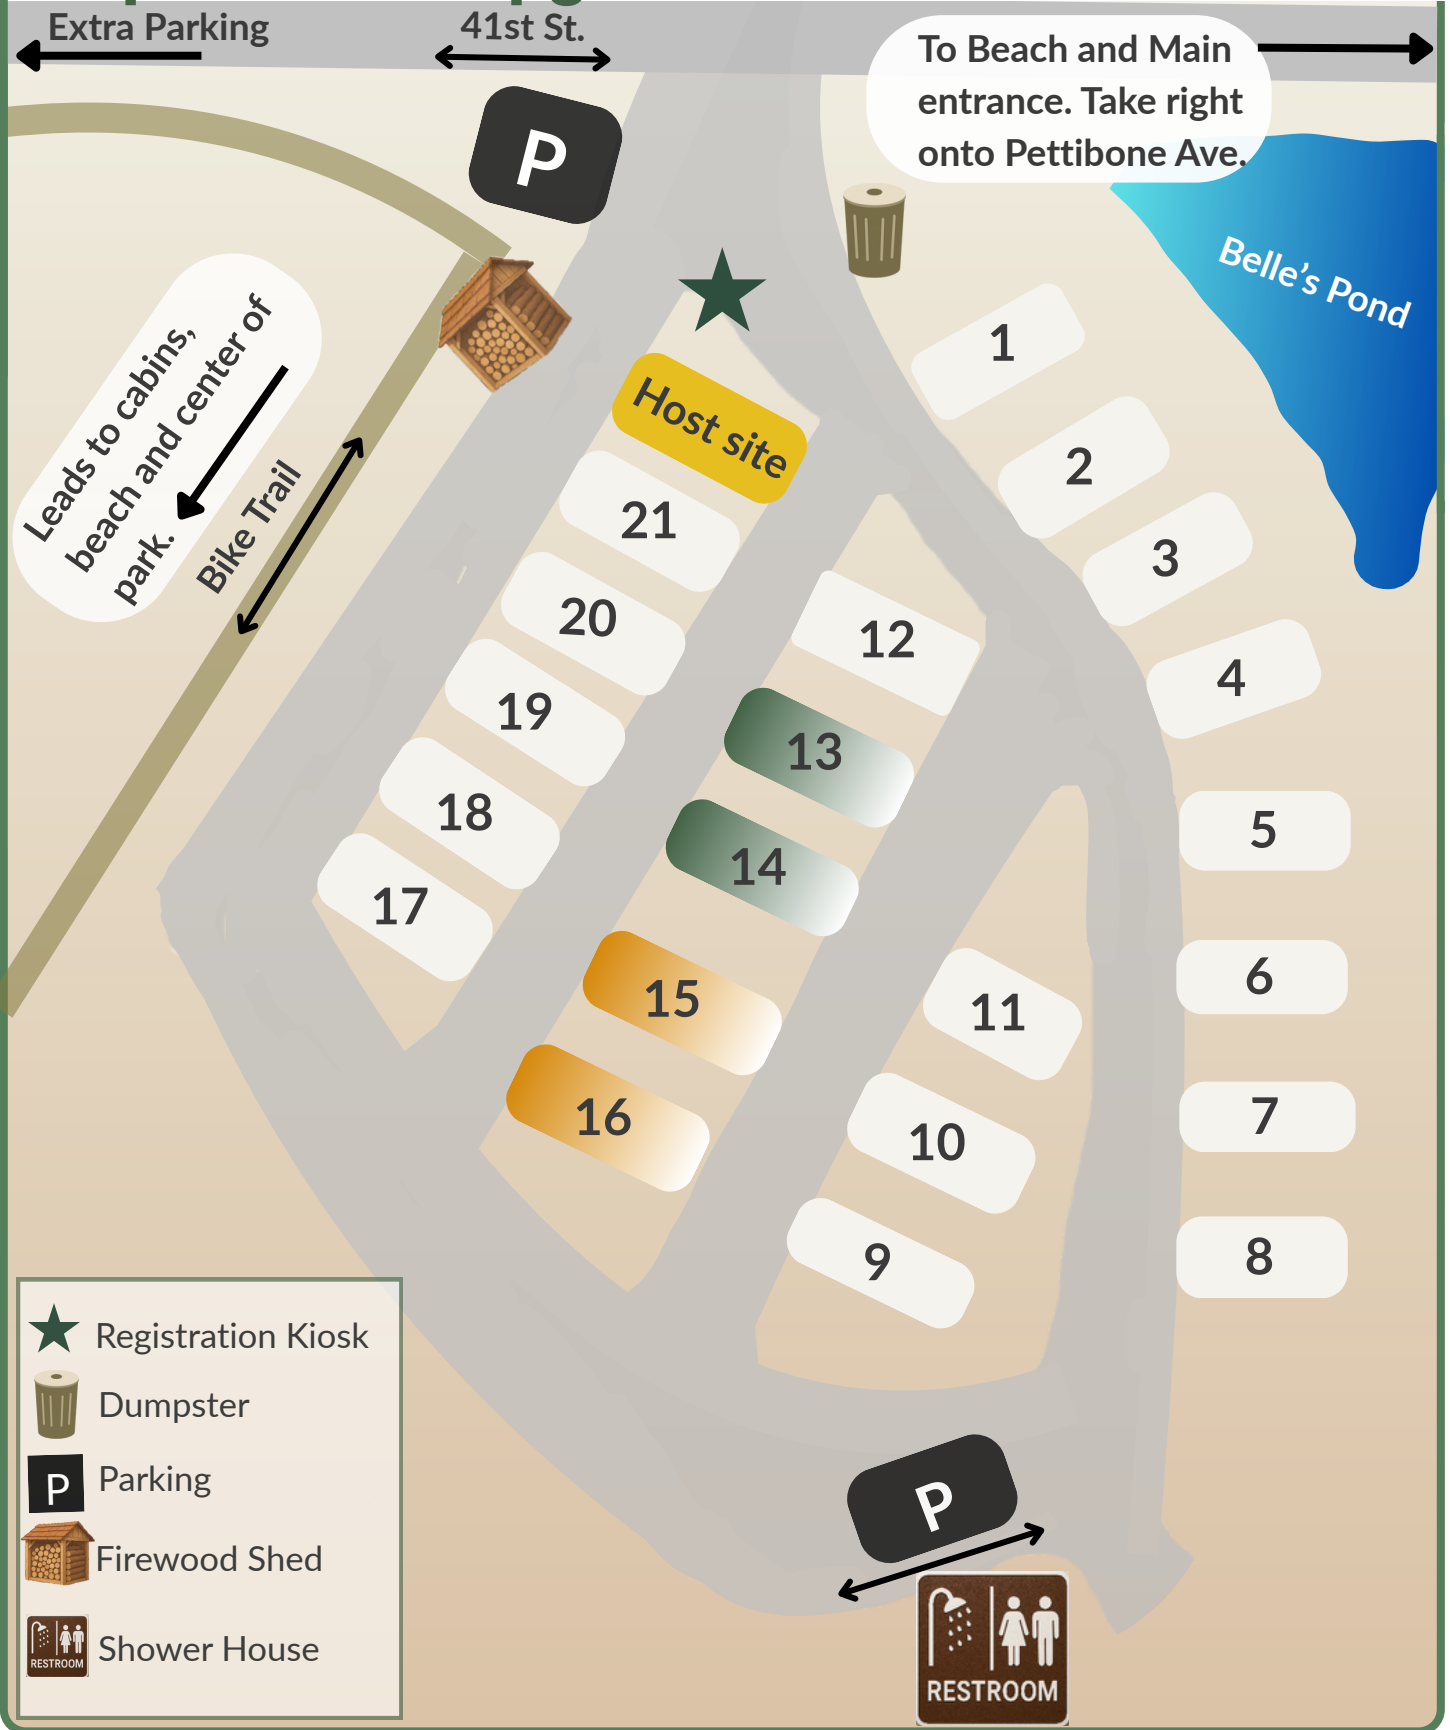 Extra Parking
41st St.
To Beach and Main
entrance. Take right
onto Pettibone Ave.
P
Belle's Pond
Leads to cabins,
beach and center of
park.
Bike Trail
Host site
1
2
3
4
5
6
7
8
9
10
11
12
13
14
15
16
17
18
19
20
21
Registration Kiosk
Dumpster
P Parking
Firewood Shed
RESTROOM
Shower House
P
RESTROOM